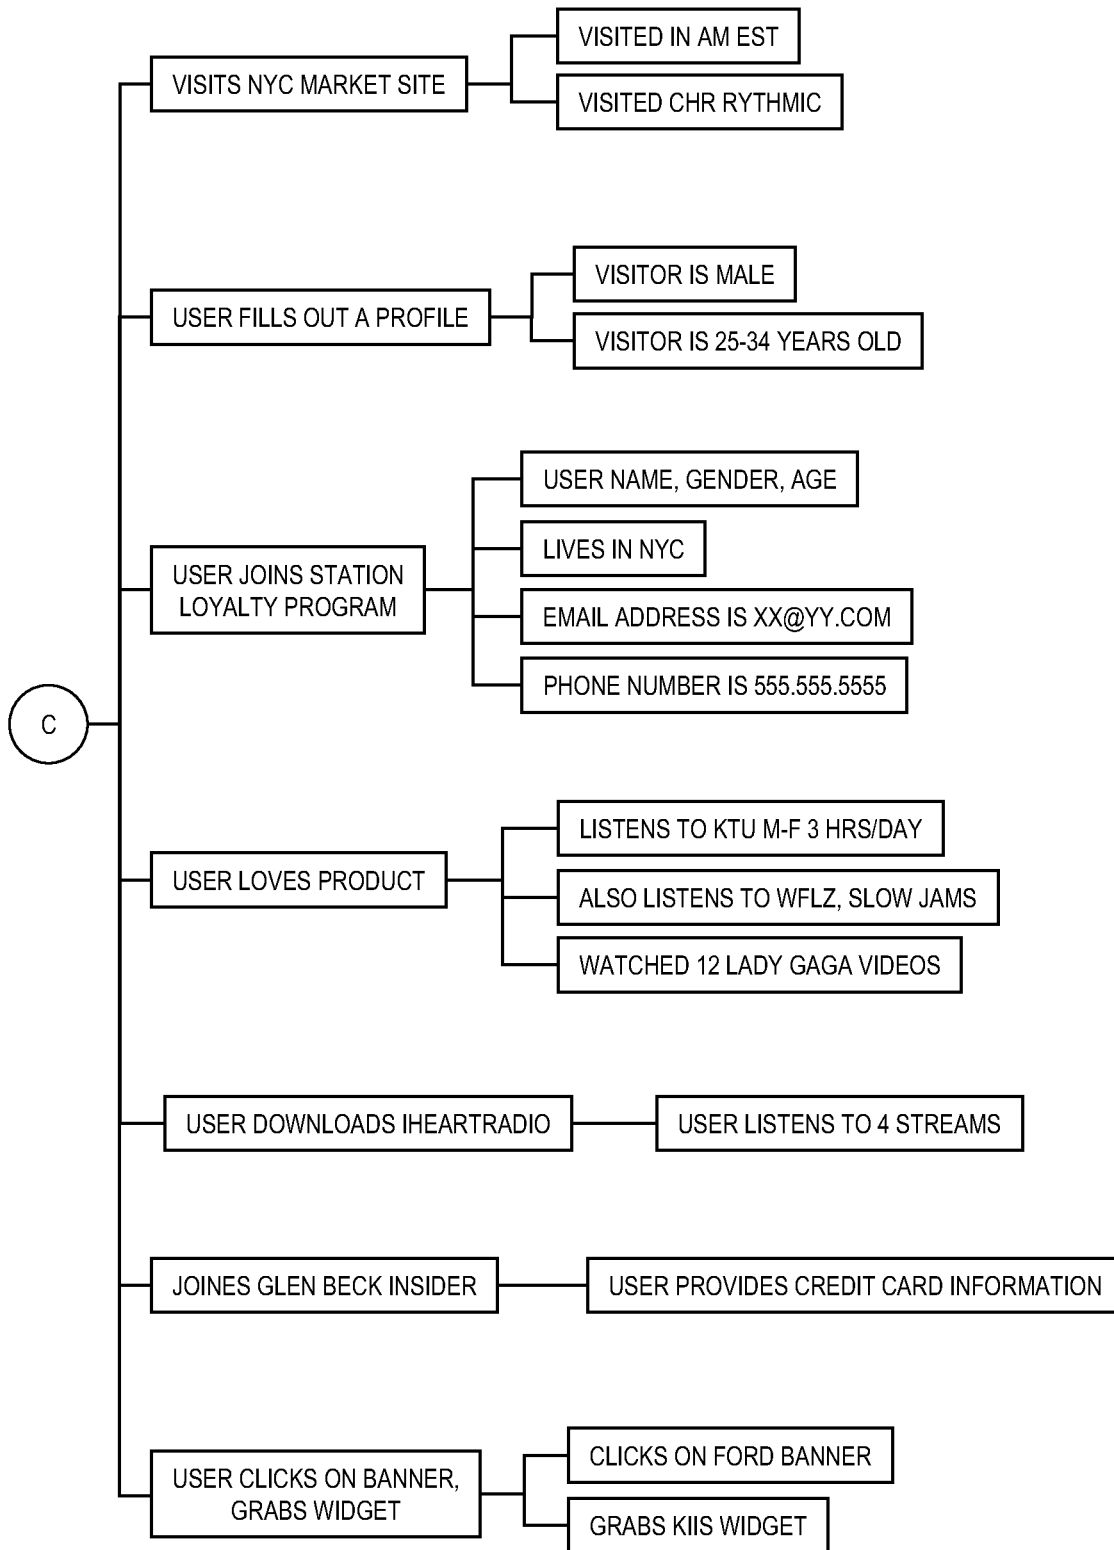 VISITED IN AM EST
VISITS NYC MARKET SITE
VISITED CHR RYTHMIC
VISITOR IS MALE
USER FILLS OUT A PROFILE
VISITOR IS 25-34 YEARS OLD
USER NAME, GENDER, AGE
LIVES IN NYC
USER JOINS STATION
LOYALTY PROGRAM
EMAIL ADDRESS IS XX@YY.COM
PHONE NUMBER IS 555.555.5555
C
LISTENS TO KTU M-F 3 HRS/DAY
USER LOVES PRODUCT
ALSO LISTENS TO WFLZ, SLOW JAMS
WATCHED 12 LADY GAGA VIDEOS
USER DOWNLOADS IHEARTRADIO
USER LISTENS TO 4 STREAMS
JOINES GLEN BECK INSIDER
USER PROVIDES CREDIT CARD INFORMATION
CLICKS ON FORD BANNER
USER CLICKS ON BANNER,
GRABS WIDGET
GRABS KIIS WIDGET